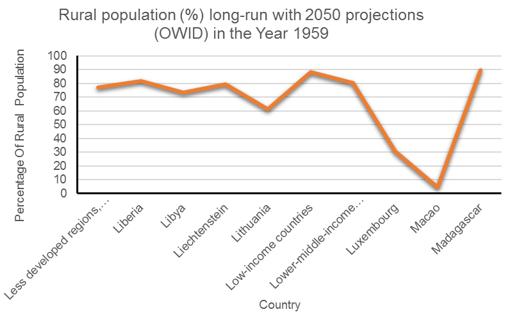 Rural population (%) long-run with 2050 projections
(OWID) in the Year 1959
Percentage Of Rural Population
100
90
80
70
60
50
40
30
20
10
0
Less developed regions,...
Liberia
Libya
Liechtenstein
Lithuania
Low-income countries
Lower-middle-income...
Luxembourg
Macao
Madagascar
Country